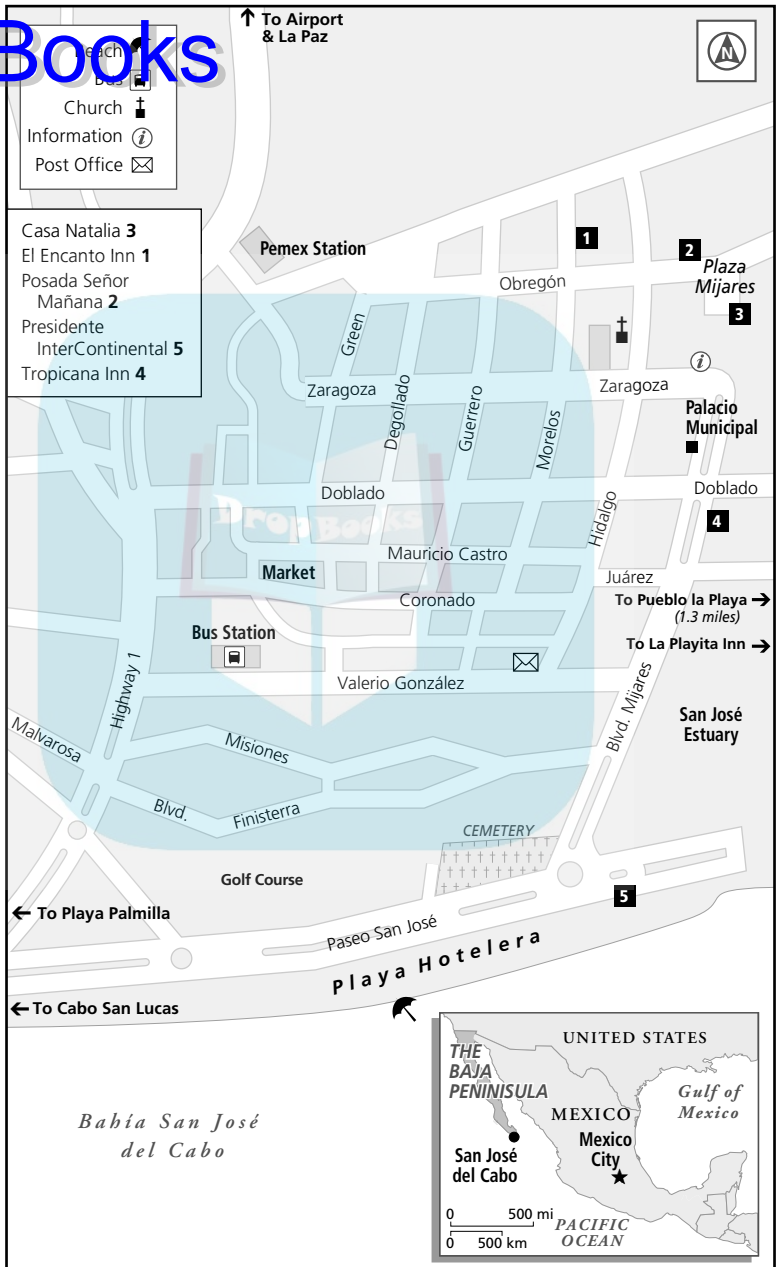 To Airport
& La Paz
N
Books
Beach
Bus
Church
Information i
Post Office
Casa Natalia 3
El Encanto Inn 1
Posada Señor
Mañana 2
Presidente
InterContinental 5
Tropicana Inn 4
Pemex Station
1
2
Plaza
Mijares
3
Obregón
i
Green
Zaragoza
Degollado
Guerrero
Morelos
Zaragoza
Palacio
Municipal
Doblado
Doblado
4
DropBooks
Hidalgo
Mauricio Castro
Market
Juárez
Coronado
To Pueblo la Playa
(1.3 miles)
Bus Station
To La Playita Inn
Valerio González
Highway 1
Blvd. Mijares
San José
Estuary
Malvarosa
Misiones
Blvd. Finisterra
CEMETERY
Golf Course
5
To Playa Palmilla
Paseo San José
Playa Hotelera
To Cabo San Lucas
Bahía San José
del Cabo
UNITED STATES
THE
BAJA
PENINISULA
Gulf of
Mexico
MEXICO
Mexico
City
San José
del Cabo
0 500 mi
0 500 km
PACIFIC
OCEAN